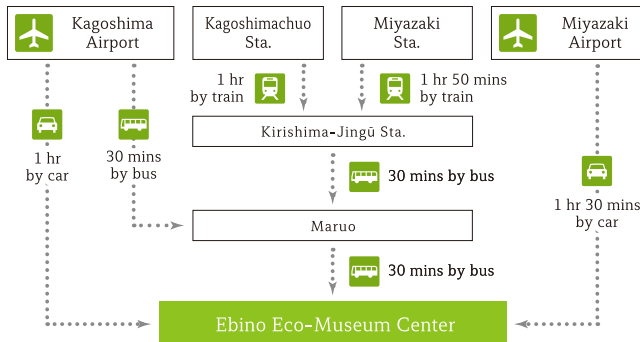 Kagoshima
Airport
Kagoshimachuo
Sta.
Miyazaki
Sta.
Miyazaki
Airport
1 hr
by train
1 hr 50 mins
by train
Kirishima-Jingū Sta.
1 hr
by car
30 mins
by bus
30 mins by bus
1 hr 30 mins
by car
Maruo
30 mins by bus
Ebino Eco-Museum Center